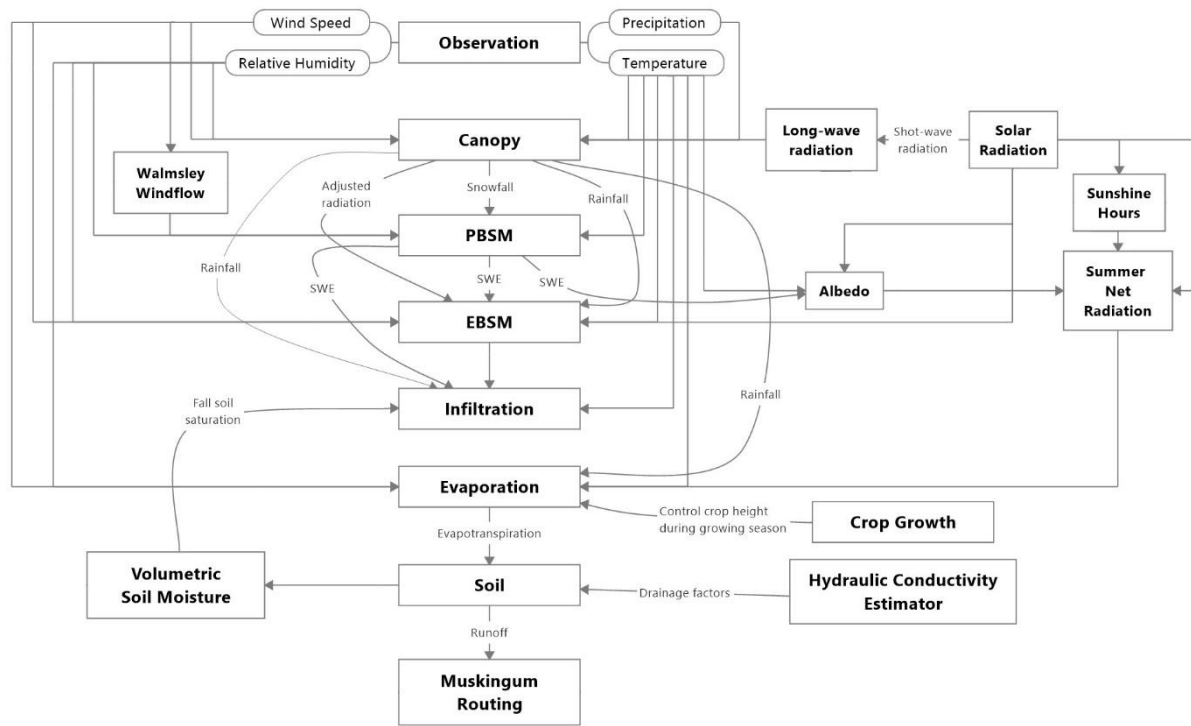 Wind Speed
Precipitation
Observation
Relative Humidity
Temperature
Canopy
Long-wave
radiation
Shot-wave
radiation
Solar
Radiation
Walmsley
Windflow
Adjusted
radiation
Snowfall
Rainfall
Sunshine
Hours
PBSM
Rainfall
SWE
SWE
SWE
Albedo
Summer
Net
Radiation
EBSM
Fall soil
saturation
Infiltration
Rainfall
Evaporation
Control crop height
during growing season
Crop Growth
Evapotranspiration
Volumetric
Soil Moisture
Soil
Drainage factors
Hydraulic Conductivity
Estimator
Runoff
Muskingum
Routing